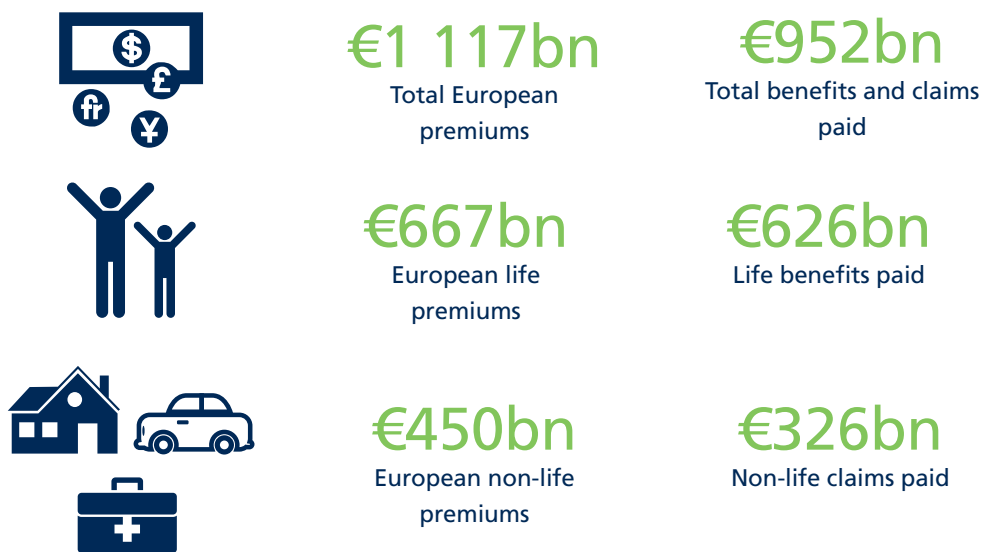 $
£
fr
¥
€1 117bn
Total European
premiums
€952bn
Total benefits and claims
paid
€667bn
European life
premiums
€626bn
Life benefits paid
€450bn
European non-life
premiums
€326bn
Non-life claims paid